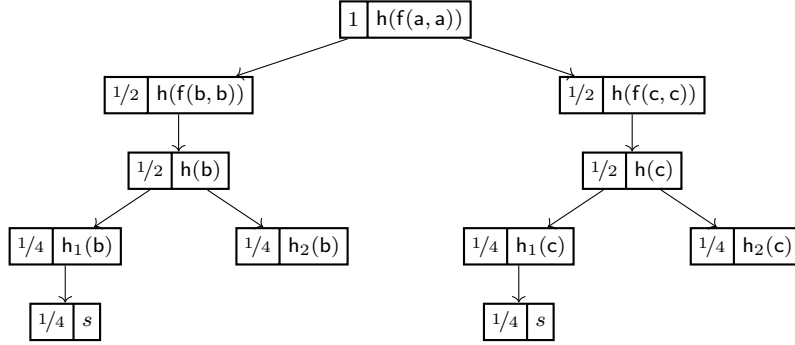 1 h(f(a, a))
1/2 h(f(b, b)) 1/2 h(f(c, c))
1/2 h(b) 1/2 h(c)
1/4 h₁(b) 1/4 h₂(b) 1/4 h₁(c) 1/4 h₂(c)
1/4 s 1/4 s